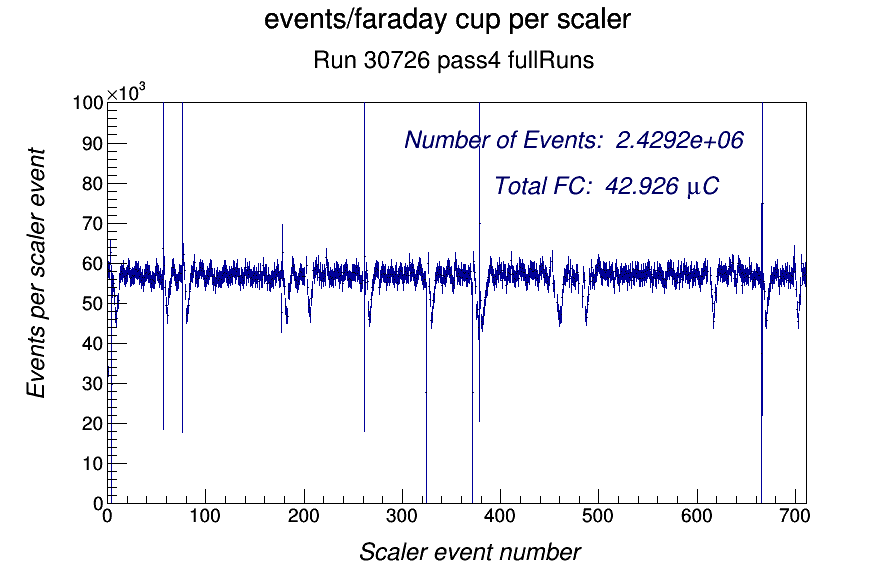 events/faraday cup per scaler
Run 30726 pass4 fullRuns
×10³
100
90
80
70
60
50
40
30
20
10
0
Events per scaler event
Number of Events: 2.4292e+06
Total FC: 42.926 μC
0 100 200 300 400 500 600 700
Scaler event number